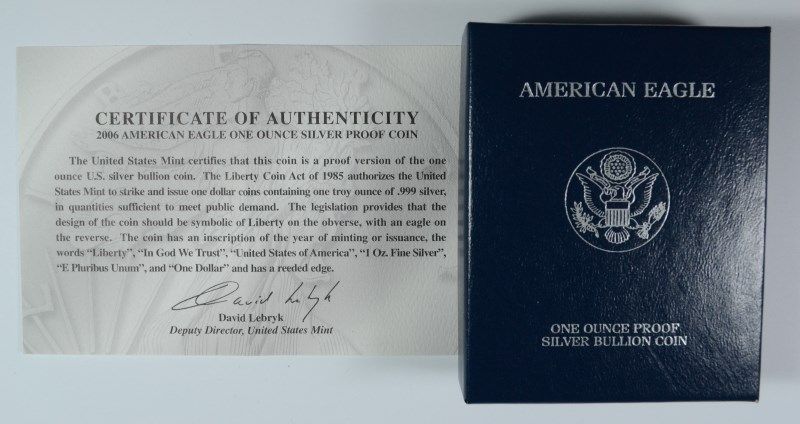 CERTIFICATE OF AUTHENTICITY
2006 AMERICAN EAGLE ONE OUNCE SILVER PROOF COIN
The United States Mint certifies that this coin is a proof version of the one
ounce U.S. silver bullion coin. The Liberty Coin Act of 1985 authorizes the United
States Mint to strike and issue one dollar coins containing one troy ounce of .999 silver,
in quantities sufficient to meet public demand. The legislation provides that the
design of the coin should be symbolic of Liberty on the obverse, with an eagle on
the reverse. The coin has an inscription of the year of minting or issuance, the
words “Liberty”, “In God We Trust”, “United States of America”, “1 Oz. Fine Silver”,
“E Pluribus Unum”, and “One Dollar” and has a reeded edge.
David Lebryk
David Lebryk
Deputy Director, United States Mint
AMERICAN EAGLE
ONE OUNCE PROOF
SILVER BULLION COIN